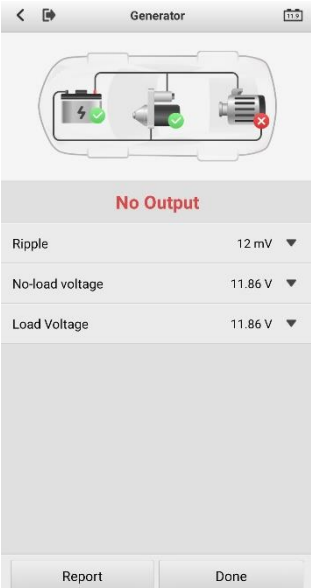 Generator
11.9
No Output
Ripple 12 mV
No-load voltage 11.86 V
Load Voltage 11.86 V
Report Done